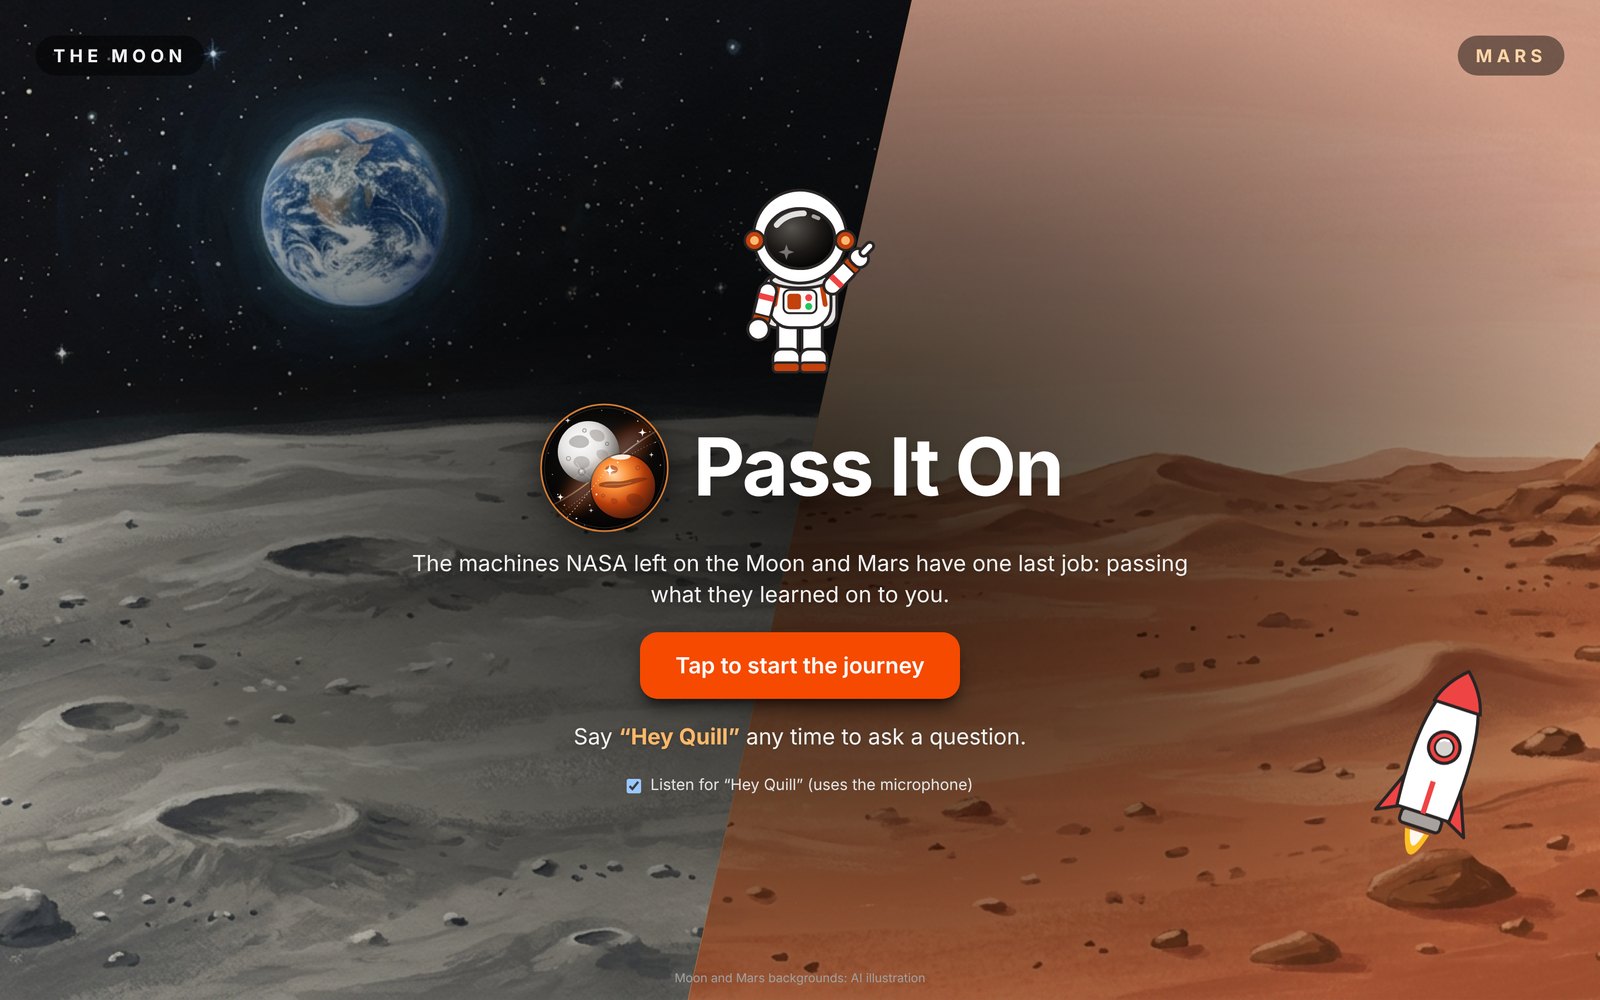 THE MOON
MARS
Pass It On
The machines NASA left on the Moon and Mars have one last job: passing
what they learned on to you.
Tap to start the journey
Say “Hey Quill” any time to ask a question.
Listen for “Hey Quill” (uses the microphone)
Moon and Mars backgrounds: AI illustration